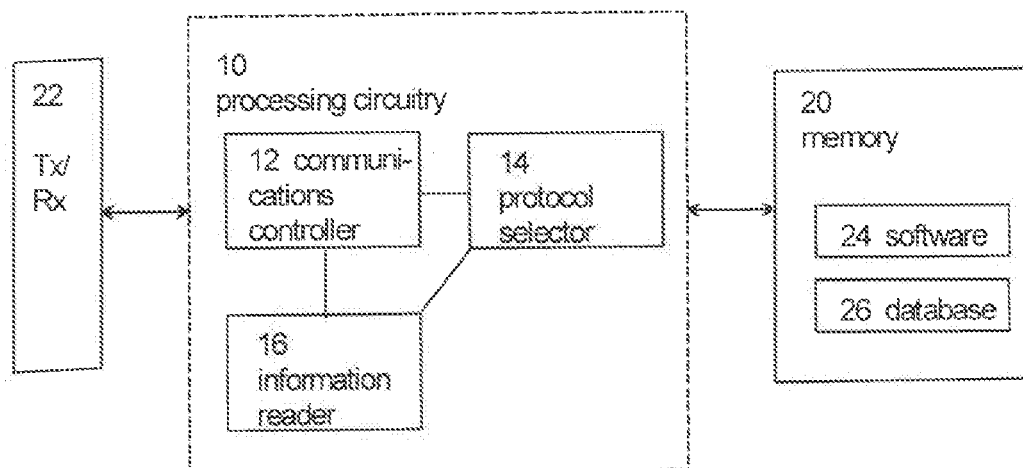 22
Tx/
Rx
10
processing circuitry
12 communi-
cations
controller
14
protocol
selector
16
information
reader
20
memory
24 software
26 database